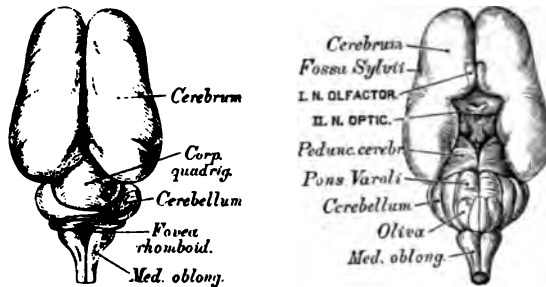 Cerebrum
Corp.
quadrig.
Cerebellum
Fovea
rhomboid.
Med. oblong.
Cerebrum
Fossa Sylvii
I. N. OLFACTOR.
II. N. OPTIC.
Pedunc. cerebr.
Pons Varoli
Cerebellum
Oliva
Med. oblong.